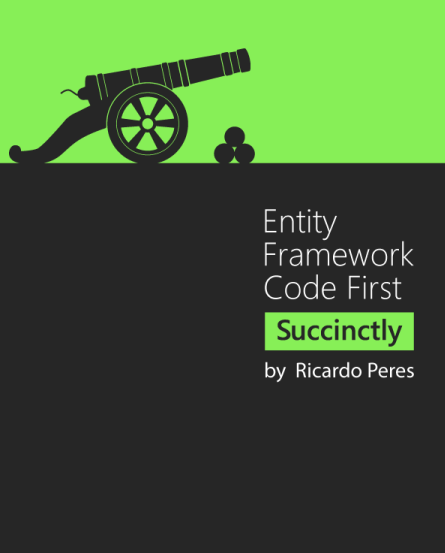 Entity
Framework
Code First
Succinctly
by Ricardo Peres